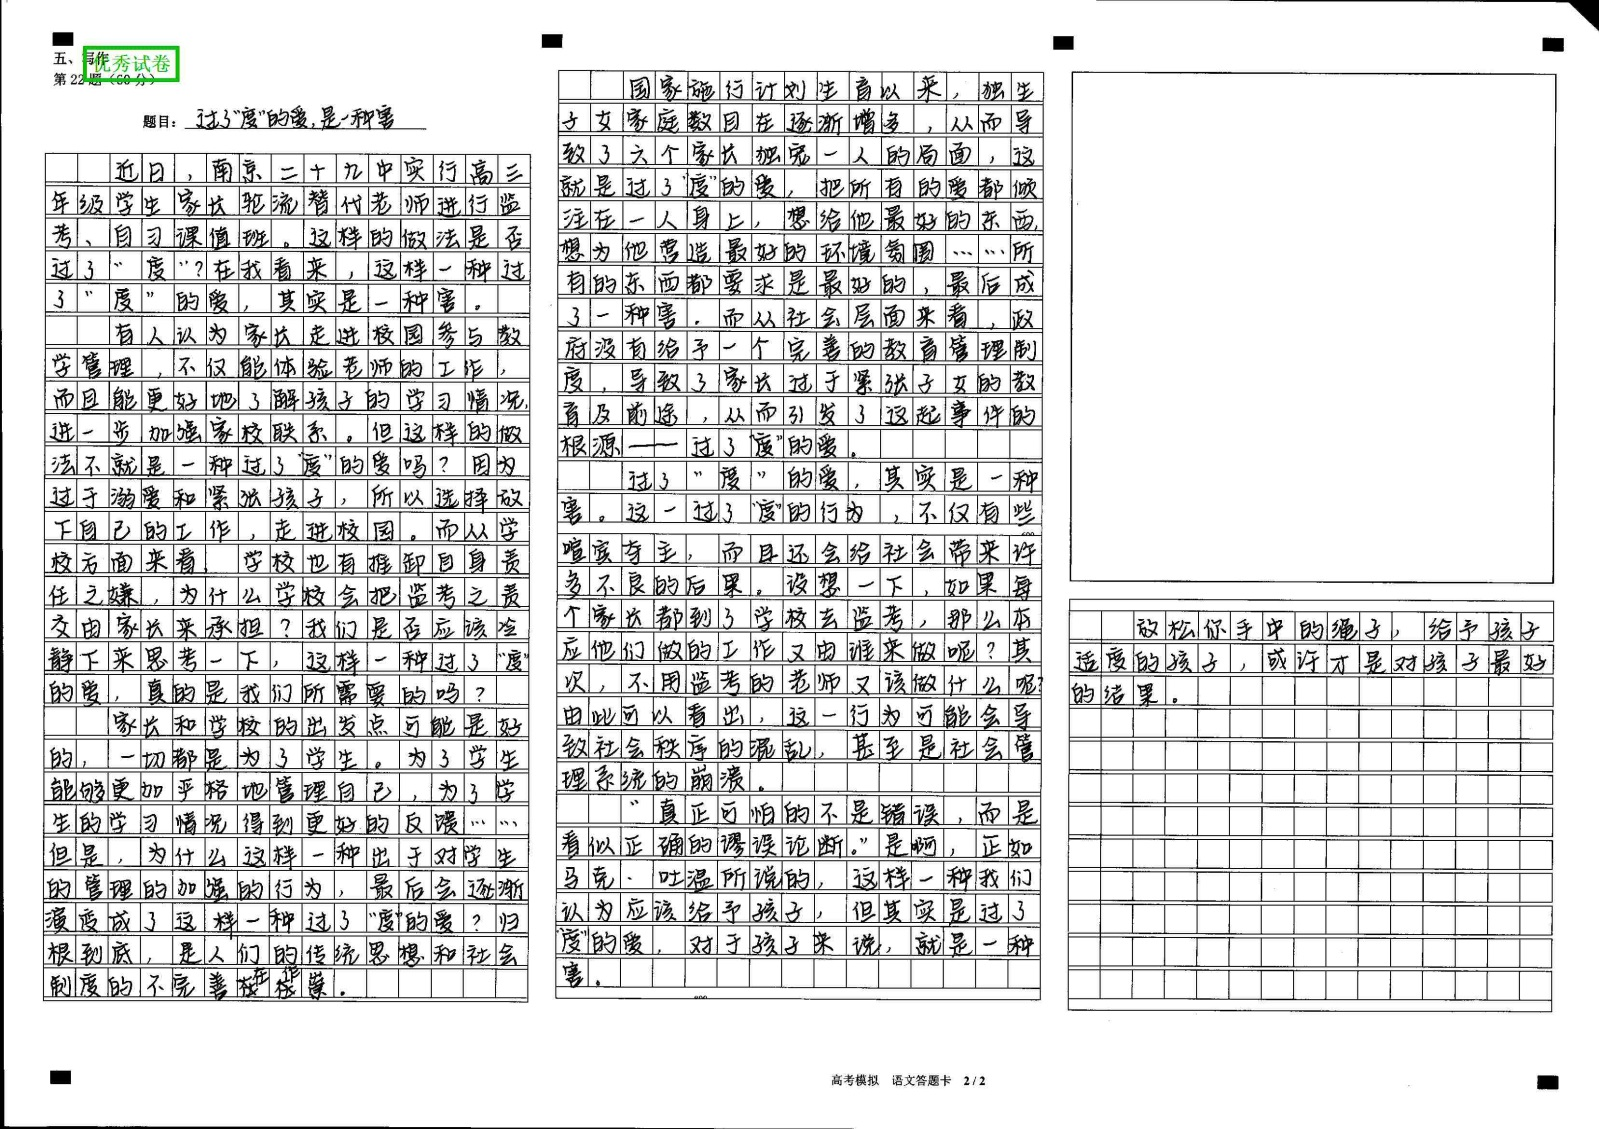 五、写作
优秀试卷
第22题（60分）
题目：过了“度”的爱，是一种害
近日，南京二十九中实行高三
年级学生家长轮流替代老师进行监
考、自习课值班。这样的做法是否
过了“度”？在我看来，这样一种过
了“度”的爱，其实是一种害。
有人认为家长走进校园参与教
学管理，不仅能体验老师的工作，
而且能更好地了解孩子的学习情况，
进一步加强家校联系。但这样的做
法不就是一种过了“度”的爱吗？因为
过于溺爱和紧张孩子，所以选择放
下自己的工作，走进校园。而从学
校方面来看，学校也有推卸自身责
任之嫌，为什么学校会把监考之责
交由家长来承担？我们是否应该冷
静下来思考一下，这样一种过了“度”
的爱，真的是我们所需要的吗？
家长和学校的出发点可能是好
的，一切都是为了学生。为了学生
能够更加严格地管理自己，为了学
生的学习情况得到更好的反馈……
但是，为什么这样一种出于对学生
的管理的加强的行为，最后会逐渐
演变成了这样一种过了“度”的爱？归
根到底，是人们的传统思想和社会
制度的不完善在作祟。
国家施行计划生育以来，独生
子女家庭数目在逐渐增多，从而导
致了六个家长独宠一人的局面，这
就是过了“度”的爱，把所有的爱都倾
注在一人身上，想给他最好的东西，
想为他营造最好的环境氛围……所
有的东西都要求是最好的，最后成
了一种害。而从社会层面来看，政
府没有给予一个完善的教育管理制
度，导致了家长过于紧张子女的教
育及前途，从而引发了这起事件的
根源——过了“度”的爱。
过了“度”的爱，其实是一种
害。这一过了“度”的行为，不仅有些
喧宾夺主，而且还会给社会带来许
多不良的后果。设想一下，如果每
个家长都到了学校去监考，那么本
应他们做的工作又由谁来做呢？其
次，不用监考的老师又该做什么呢？
由此可以看出，这一行为可能会导
致社会秩序的混乱，甚至是社会管
理系统的崩溃。
“真正可怕的不是错误，而是
看似正确的谬误论断。”是啊，正如
马克·吐温所说的，这样一种我们
认为应该给予孩子，但其实是过了
“度”的爱，对于孩子来说，就是一种
害。
放松你手中的绳子，给予孩子
适度的孩子，或许才是对孩子最好
的结果。
高考模拟 语文答题卡 2/2